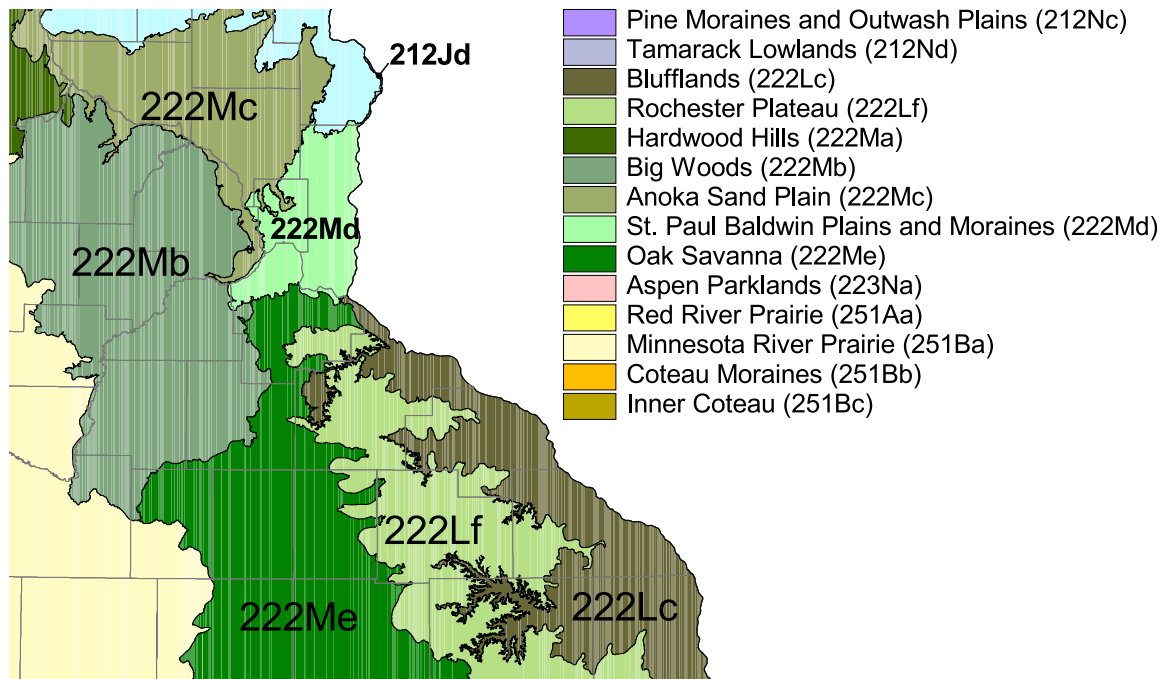 212Jd
222Mc
222Md
222Mb
222Lf
222Me
222Lc
Pine Moraines and Outwash Plains (212Nc)
Tamarack Lowlands (212Nd)
Blufflands (222Lc)
Rochester Plateau (222Lf)
Hardwood Hills (222Ma)
Big Woods (222Mb)
Anoka Sand Plain (222Mc)
St. Paul Baldwin Plains and Moraines (222Md)
Oak Savanna (222Me)
Aspen Parklands (223Na)
Red River Prairie (251Aa)
Minnesota River Prairie (251Ba)
Coteau Moraines (251Bb)
Inner Coteau (251Bc)